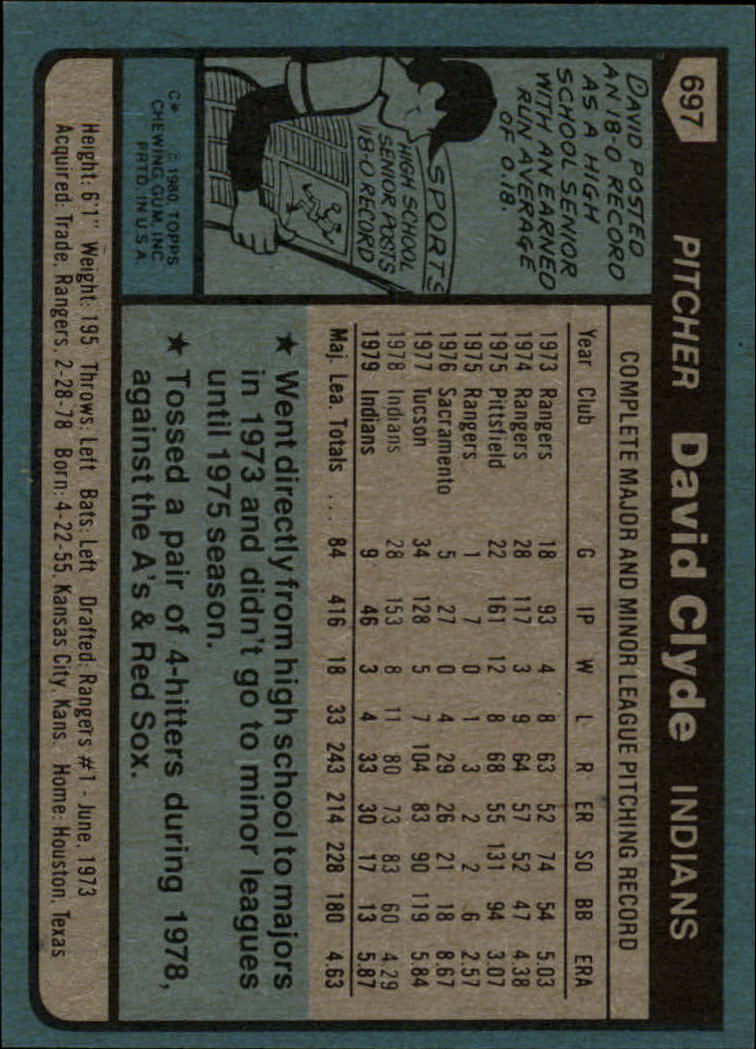 697
PITCHER David Clyde INDIANS
DAVID POSTED
AN 18-0 RECORD
AS A HIGH
SCHOOL SENIOR
WITH AN EARNED
RUN AVERAGE
OF 0.18.
SPORTS
HIGH SCHOOL
SENIOR POSTS
18-0 RECORD
C* © 1980 TOPPS
CHEWING GUM, INC.
PRTD. IN U.S.A.
COMPLETE MAJOR AND MINOR LEAGUE PITCHING RECORD
Year Club G IP W L R ER SO BB ERA
1973 Rangers 18 93 4 8 63 52 74 54 5.03
1974 Rangers 28 117 3 9 64 57 52 47 4.38
1975 Pittsfield 22 161 12 8 68 55 131 94 3.07
1975 Rangers 1 7 0 1 3 2 2 6 2.57
1976 Sacramento 5 27 0 4 29 26 21 18 8.67
1977 Tucson 34 128 5 7 104 83 90 119 5.84
1978 Indians 28 153 8 11 80 73 83 60 4.29
1979 Indians 9 46 3 4 33 30 17 13 5.87
Maj. Lea. Totals . . . 84 416 18 33 243 214 228 180 4.63
★ Went directly from high school to majors
in 1973 and didn't go to minor leagues
until 1975 season.
★ Tossed a pair of 4-hitters during 1978,
against the A's & Red Sox.
Height: 6'1" Weight: 195 Throws: Left Bats: Left Drafted: Rangers #1 - June, 1973
Acquired: Trade, Rangers, 2-28-78 Born: 4-22-55, Kansas City, Kans. Home: Houston, Texas